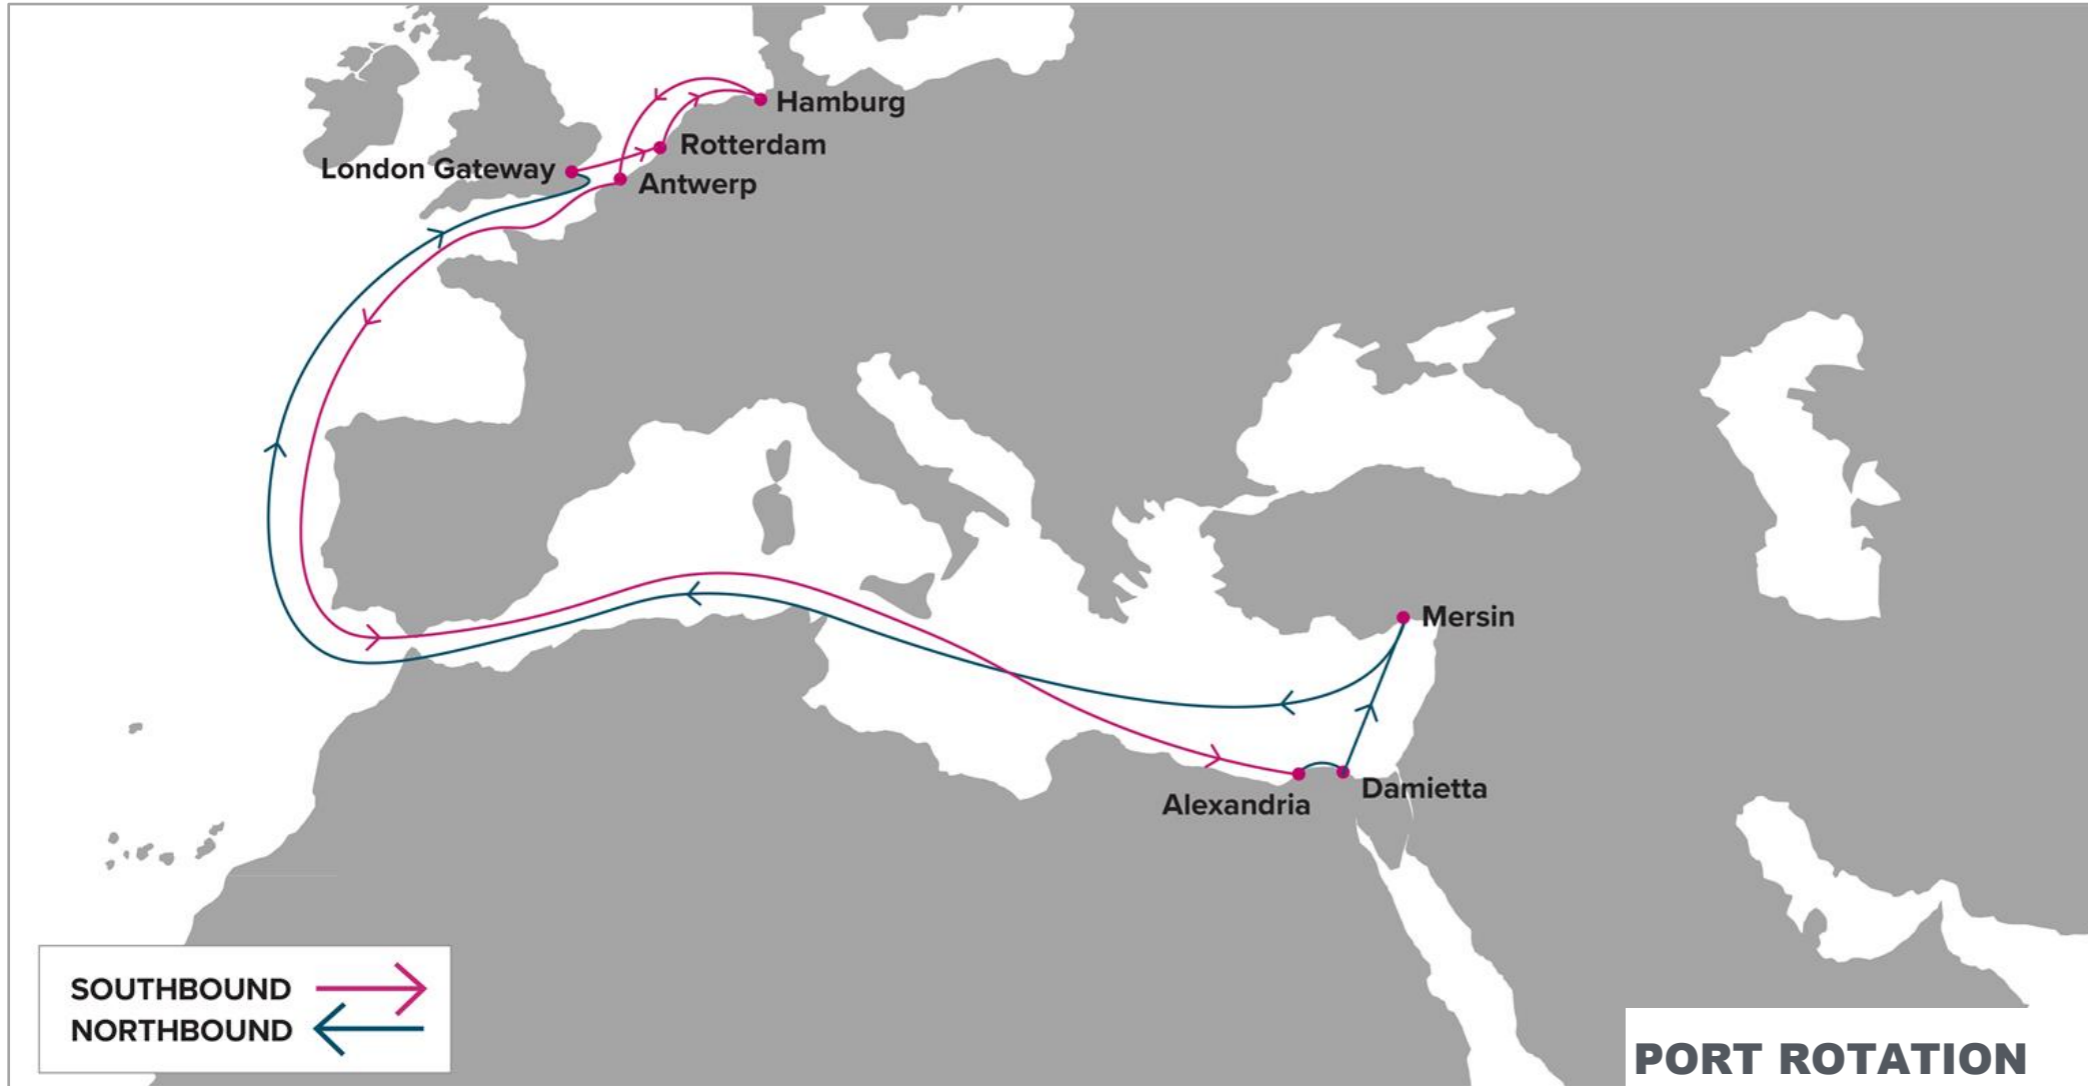 Hamburg
Rotterdam
London Gateway
Antwerp
Mersin
Damietta
Alexandria
SOUTHBOUND
NORTHBOUND
PORT ROTATION